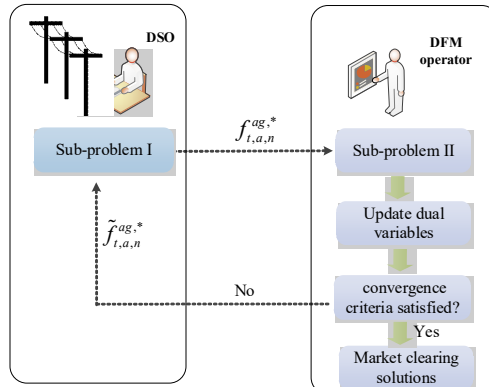 DSO
DFM
operator
Sub-problem I
f_{t,a,n}^{ag,*}
Sub-problem II
Update dual
variables
f̃_{t,a,n}^{ag,*}
No
convergence
criteria satisfied?
Yes
Market clearing
solutions